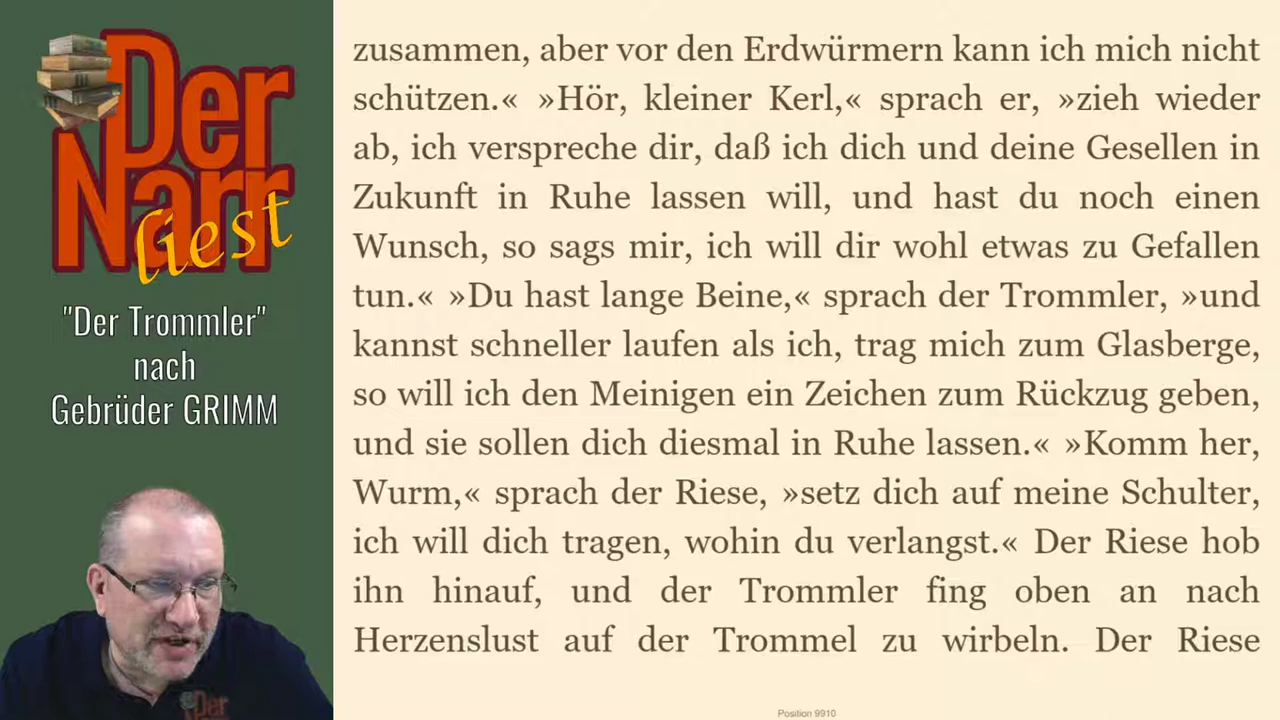 Der
Narr
liest
"Der Trommler"
nach
Gebrüder GRIMM
zusammen, aber vor den Erdwürmern kann ich mich nicht
schützen.« »Hör, kleiner Kerl,« sprach er, »zieh wieder
ab, ich verspreche dir, daß ich dich und deine Gesellen in
Zukunft in Ruhe lassen will, und hast du noch einen
Wunsch, so sags mir, ich will dir wohl etwas zu Gefallen
tun.« »Du hast lange Beine,« sprach der Trommler, »und
kannst schneller laufen als ich, trag mich zum Glasberge,
so will ich den Meinigen ein Zeichen zum Rückzug geben,
und sie sollen dich diesmal in Ruhe lassen.« »Komm her,
Wurm,« sprach der Riese, »setz dich auf meine Schulter,
ich will dich tragen, wohin du verlangst.« Der Riese hob
ihn hinauf, und der Trommler fing oben an nach
Herzenslust auf der Trommel zu wirbeln. Der Riese
Position 9910
Der